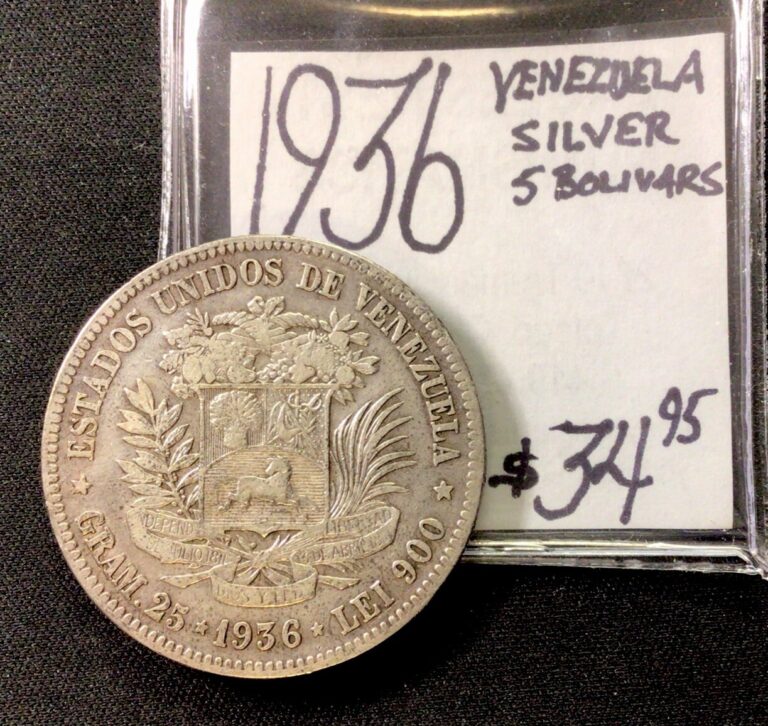 1936
VENEZUELA
SILVER
5 BOLIVARS
$34.95
ESTADOS UNIDOS DE VENEZUELA
GRAM. 25 ★ 1936 ★ LEI 900